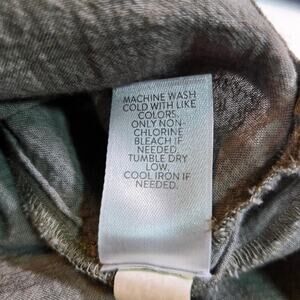 MACHINE WASH
COLD WITH LIKE
COLORS.
ONLY NON-
CHLORINE
BLEACH IF
NEEDED.
TUMBLE DRY
LOW.
COOL IRON IF
NEEDED.